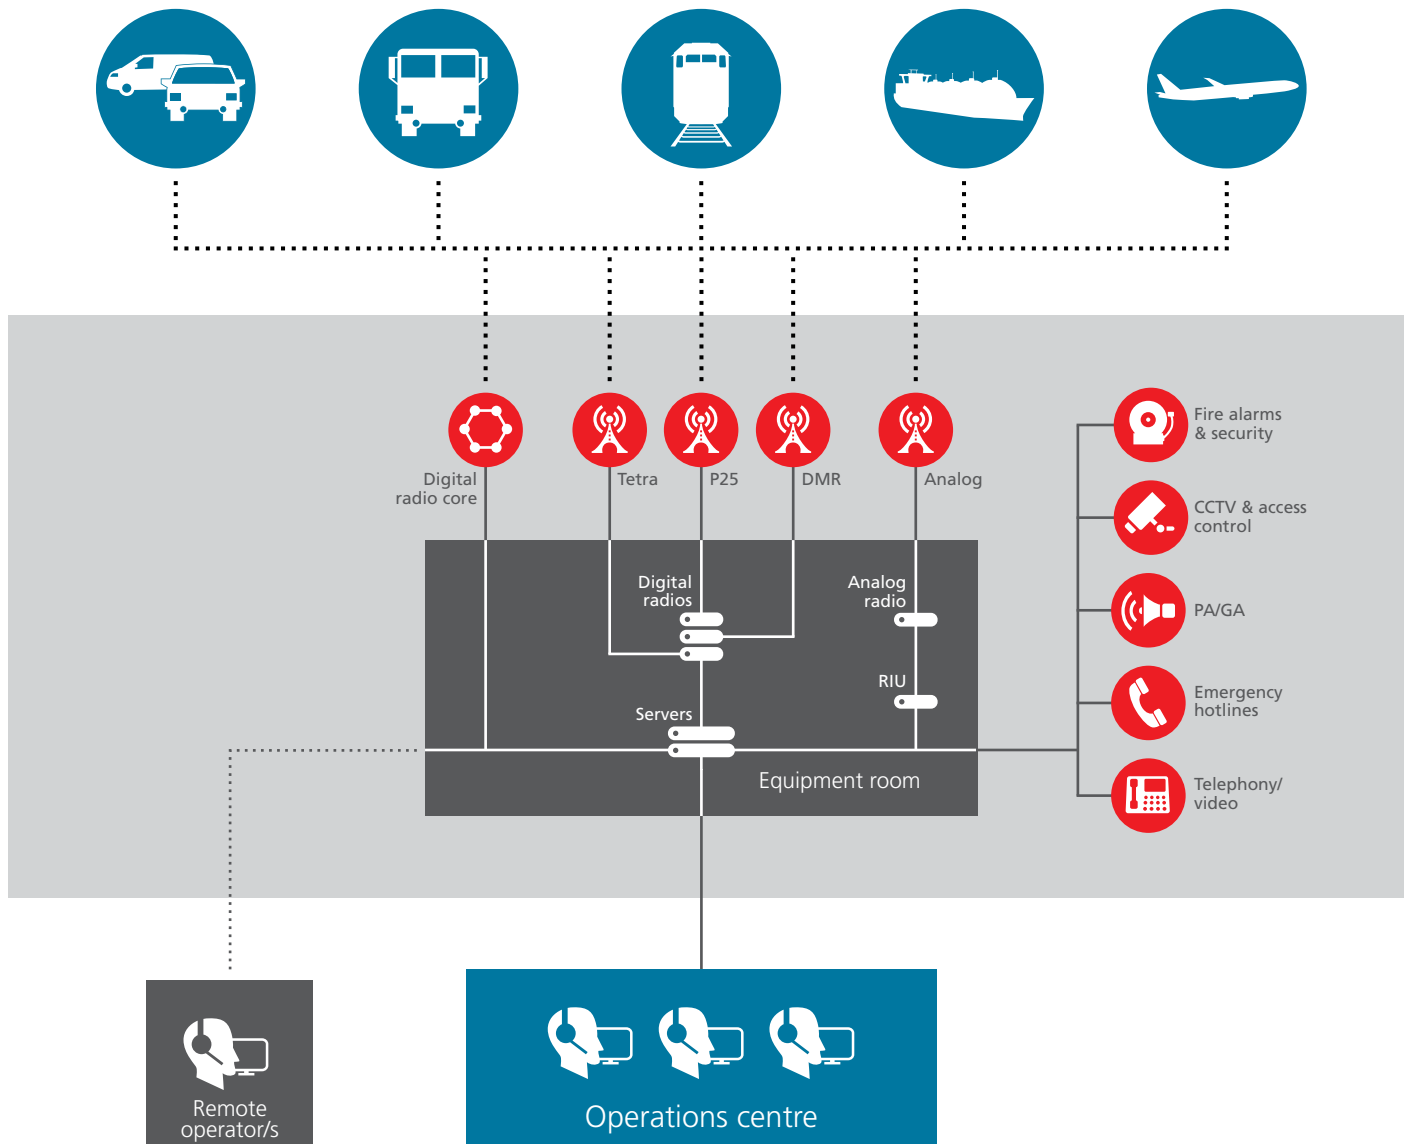 Digital
radio core
Tetra
P25
DMR
Analog
Fire alarms
& security
CCTV & access
control
PA/GA
Emergency
hotlines
Telephony/
video
Digital
radios
Analog
radio
RIU
Servers
Equipment room
Remote
operator/s
Operations centre